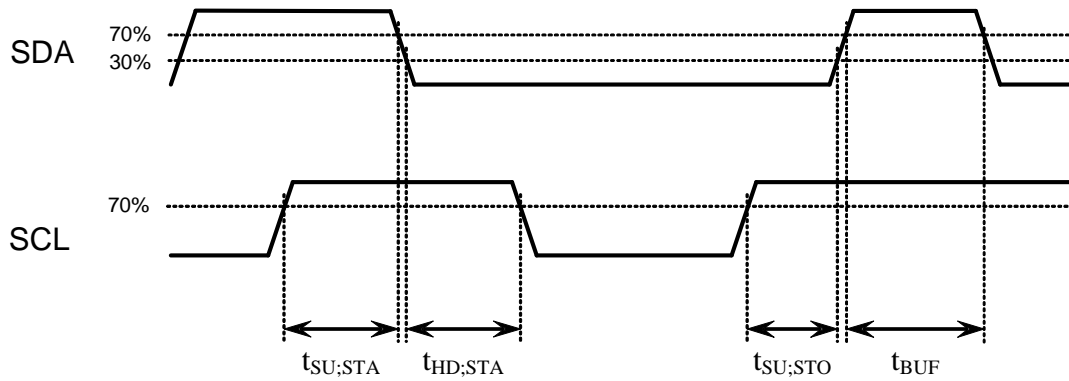 70%
SDA
30%
70%
SCL
tSU;STA tHD;STA tSU;STO tBUF